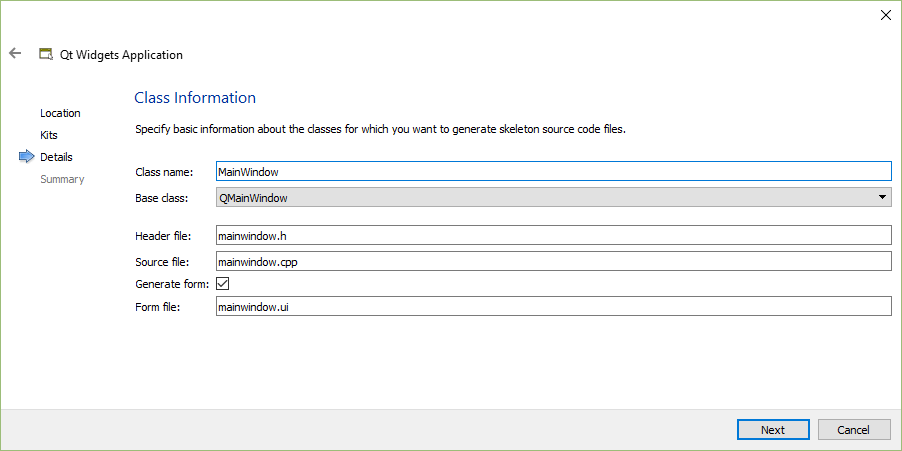 Qt Widgets Application
Location
Kits
Details
Summary
Class Information
Specify basic information about the classes for which you want to generate skeleton source code files.
Class name: MainWindow
Base class: QMainWindow
Header file: mainwindow.h
Source file: mainwindow.cpp
Generate form:
Form file: mainwindow.ui
Next Cancel